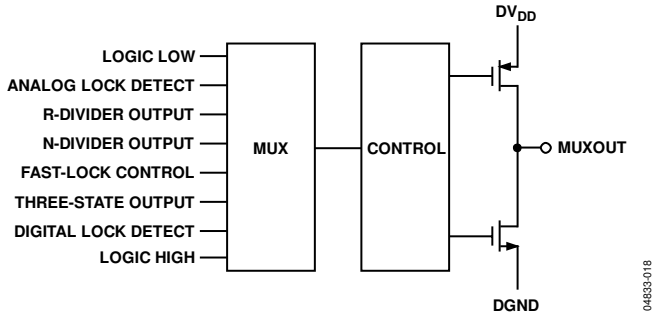 DVDD
LOGIC LOW
ANALOG LOCK DETECT
R-DIVIDER OUTPUT
N-DIVIDER OUTPUT
FAST-LOCK CONTROL
THREE-STATE OUTPUT
DIGITAL LOCK DETECT
LOGIC HIGH
MUX
CONTROL
MUXOUT
DGND
04833-018